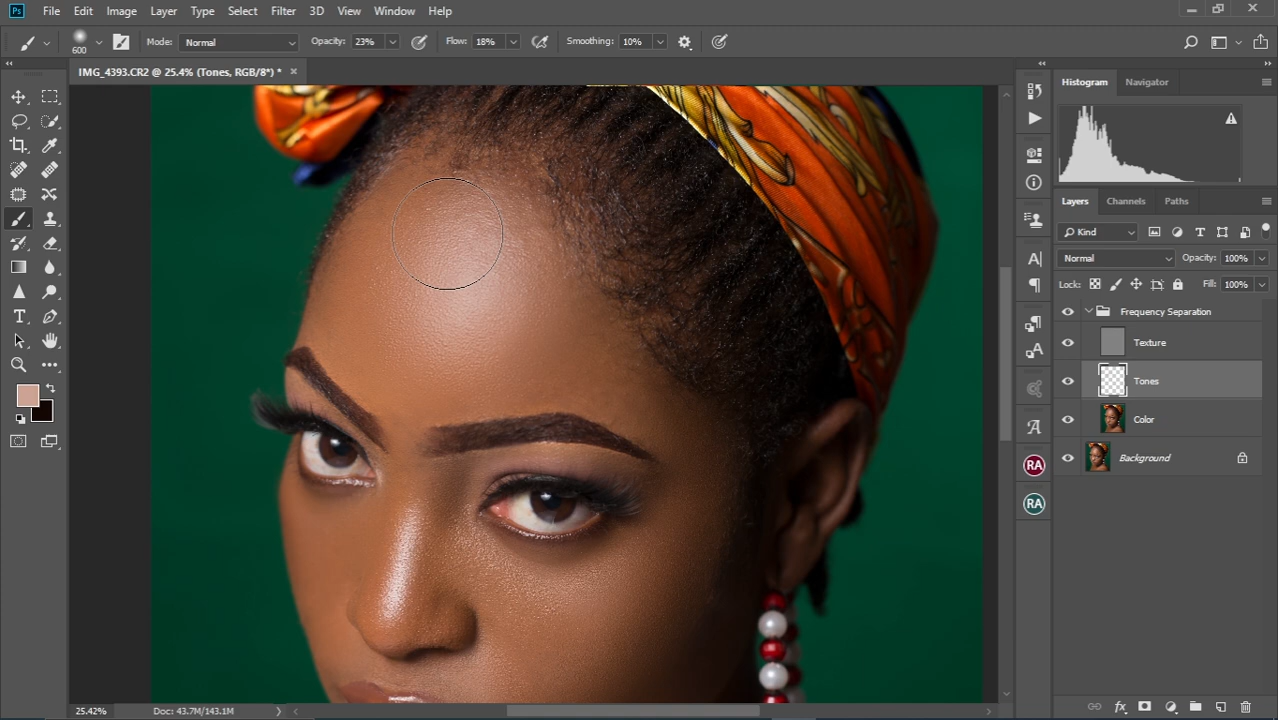 Ps File Edit Image Layer Type Select Filter 3D View Window Help
600 Mode: Normal Opacity: 23% Flow: 18% Smoothing: 10%
IMG_4393.CR2 @ 25.4% (Tones, RGB/8*) * ×
Histogram Navigator
Layers Channels Paths
Kind
Normal Opacity: 100%
Lock: Fill: 100%
Frequency Separation
Texture
Tones
Color
Background
RA
RA
25.42% Doc: 43.7M/143.1M